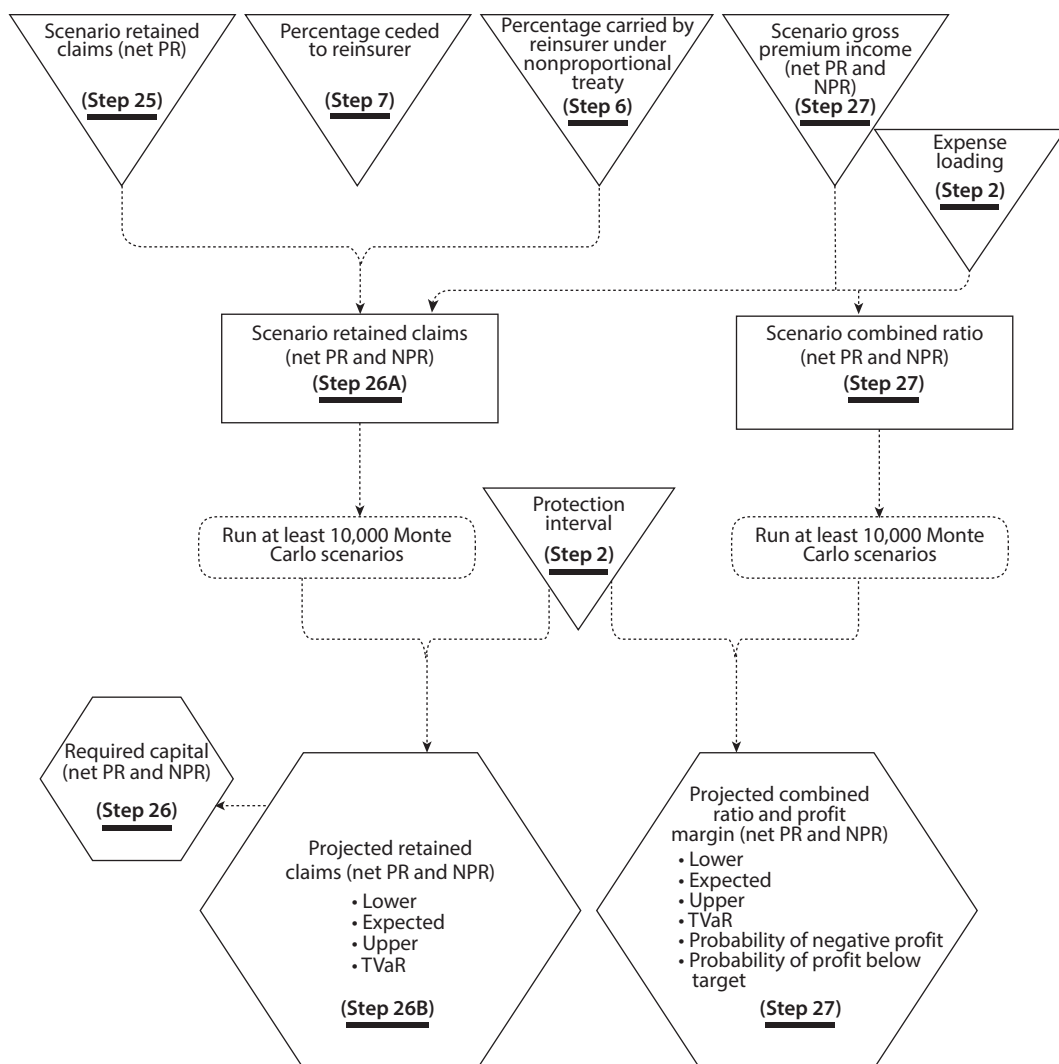 Scenario retained
claims (net PR)
(Step 25)
Percentage ceded
to reinsurer
(Step 7)
Percentage carried by
reinsurer under
nonproportional
treaty
(Step 6)
Scenario gross
premium income
(net PR and
NPR)
(Step 27)
Expense
loading
(Step 2)
Scenario retained claims
(net PR and NPR)
(Step 26A)
Scenario combined ratio
(net PR and NPR)
(Step 27)
Run at least 10,000 Monte
Carlo scenarios
Protection
interval
(Step 2)
Run at least 10,000 Monte
Carlo scenarios
Required capital
(net PR and NPR)
(Step 26)
Projected retained
claims (net PR and NPR)
• Lower
• Expected
• Upper
• TVaR
(Step 26B)
Projected combined
ratio and profit
margin (net PR and NPR)
• Lower
• Expected
• Upper
• TVaR
• Probability of negative profit
• Probability of profit below
target
(Step 27)